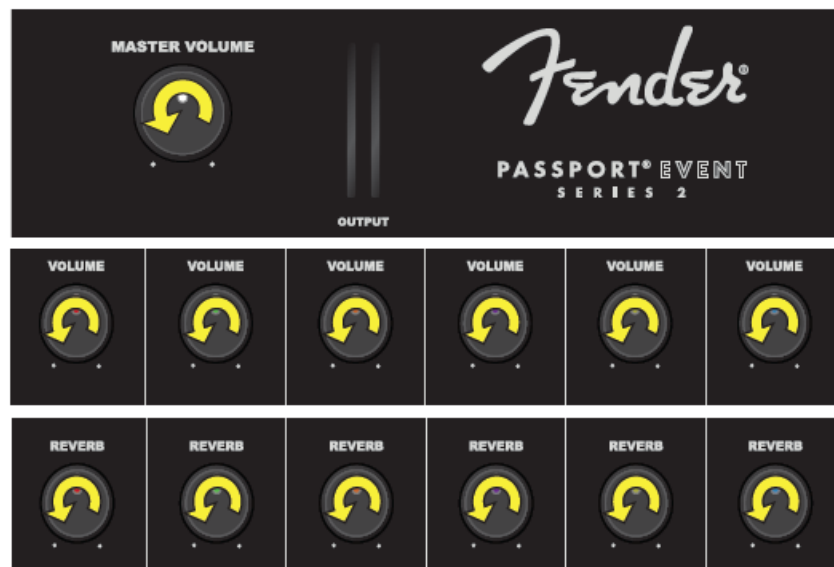 MASTER VOLUME
Fender®
PASSPORT® EVENT
SERIES 2
OUTPUT
VOLUME VOLUME VOLUME VOLUME VOLUME VOLUME
REVERB REVERB REVERB REVERB REVERB REVERB